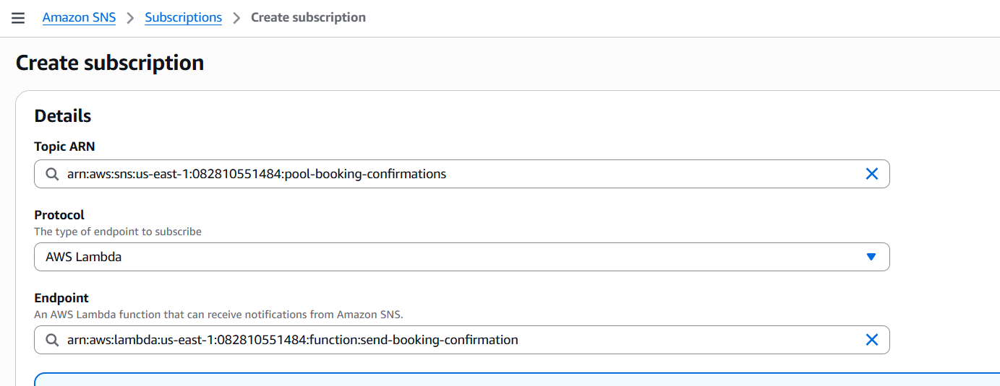 Amazon SNS > Subscriptions > Create subscription
Create subscription
Details
Topic ARN
arn:aws:sns:us-east-1:082810551484:pool-booking-confirmations
Protocol
The type of endpoint to subscribe
AWS Lambda
Endpoint
An AWS Lambda function that can receive notifications from Amazon SNS.
arn:aws:lambda:us-east-1:082810551484:function:send-booking-confirmation